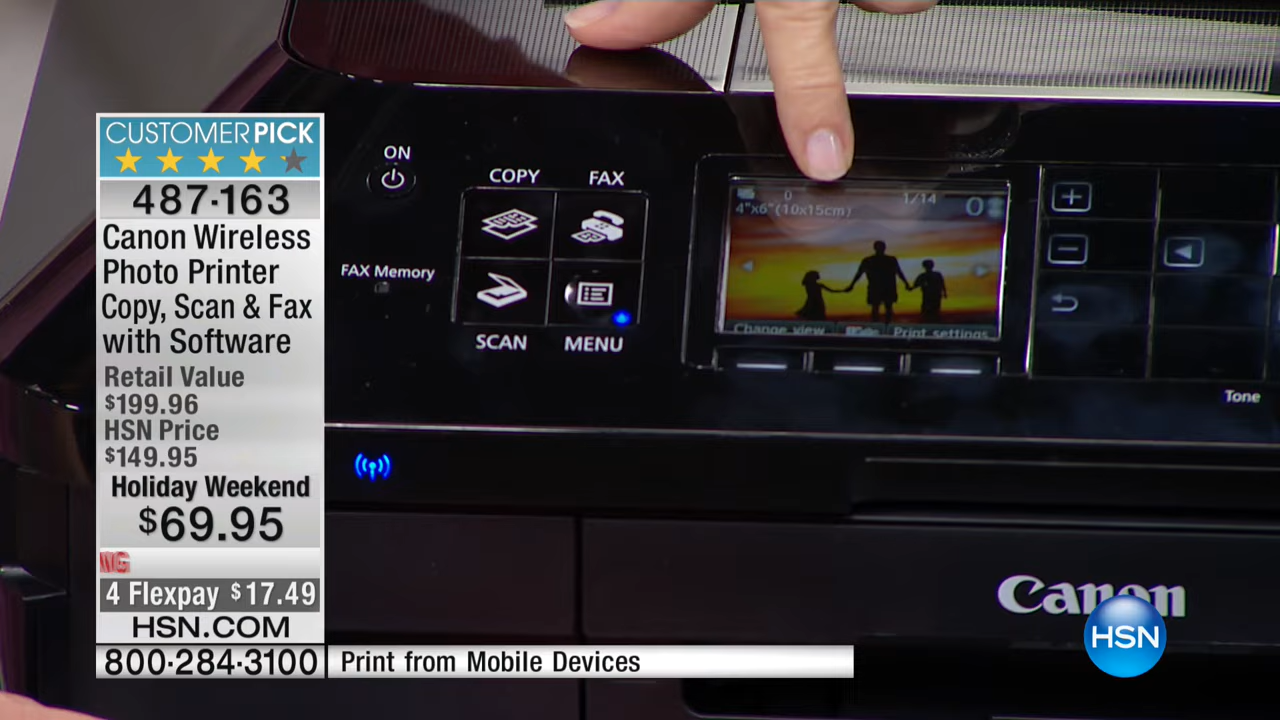 CUSTOMER PICK
487·163
Canon Wireless
Photo Printer
Copy, Scan & Fax
with Software
Retail Value
$199.96
HSN Price
$149.95
Holiday Weekend
$69.95
4 Flexpay $17.49
HSN.COM
800·284·3100
Print from Mobile Devices
ON
COPY
FAX
FAX Memory
SCAN
MENU
0
1/14
4"x6"(10x15cm)
0
Change view
Print settings
Tone
Canon
HSN